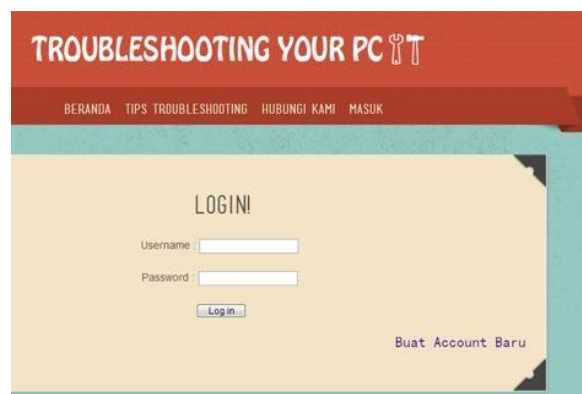 TROUBLESHOOTING YOUR PC
BERANDA TIPS TROUBLESHOOTING HUBUNGI KAMI MASUK
LOGIN!
Username :
Password :
Log in
Buat Account Baru